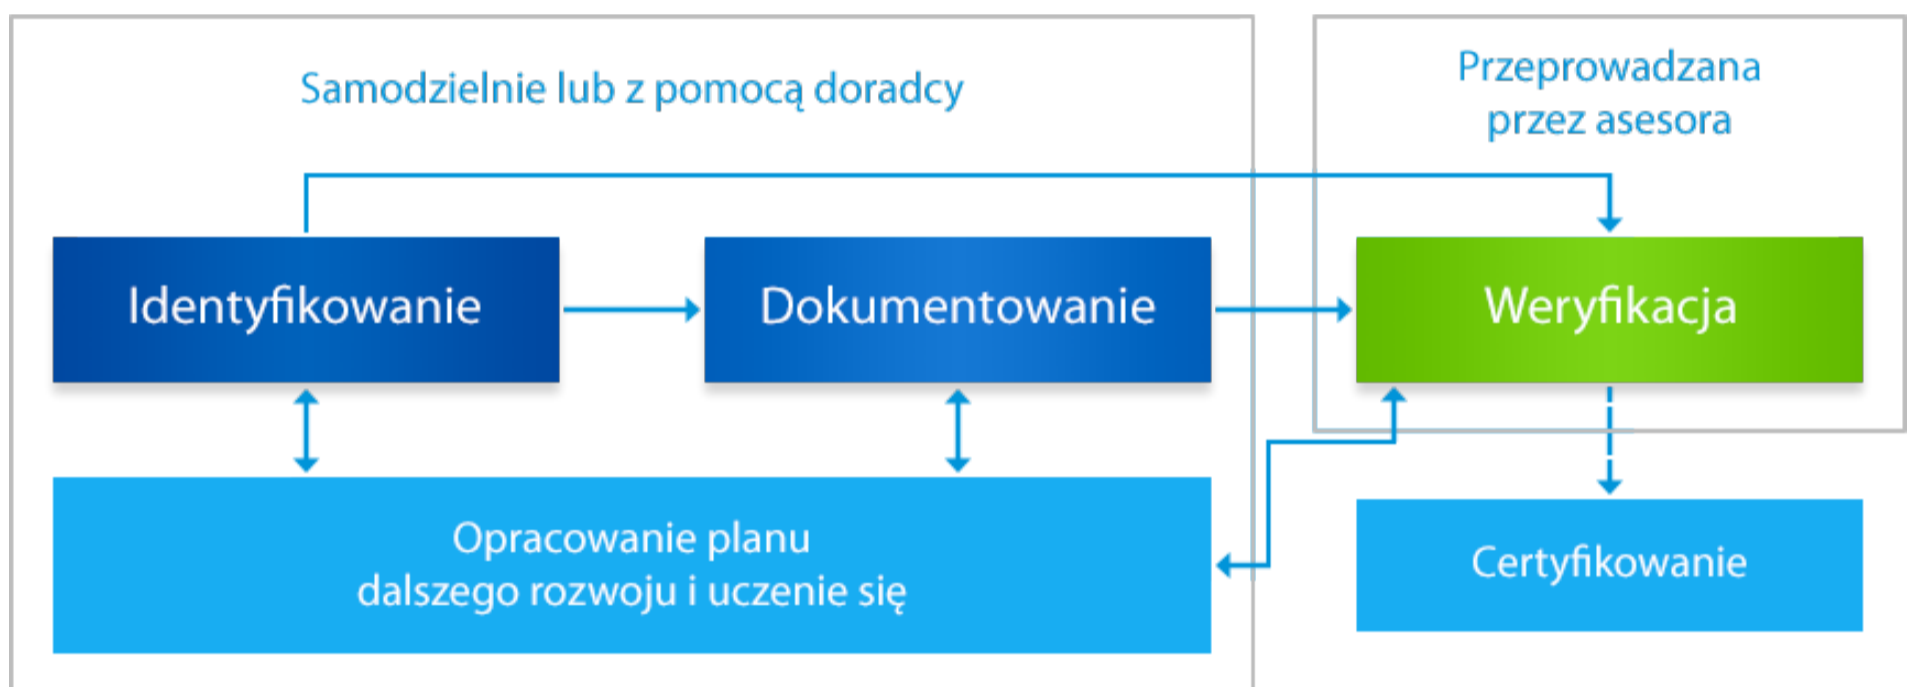 Samodzielnie lub z pomocą doradcy
Przeprowadzana
przez asesora
Identyfikowanie
Dokumentowanie
Weryfikacja
Opracowanie planu
dalszego rozwoju i uczenie się
Certyfikowanie